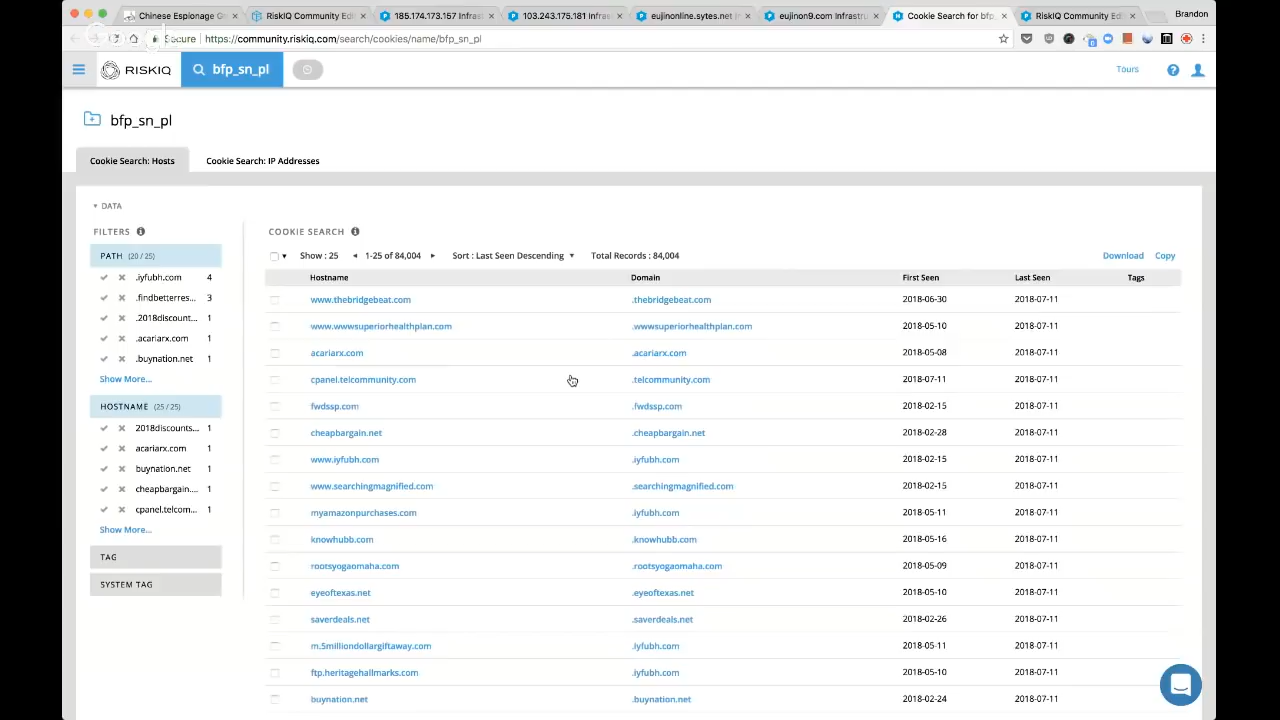 Chinese Espionage G
RiskIQ Community Edi
185.174.173.157 Infrast
103.243.175.181 Infras
eujinonline.sytes.net In
eujion9.com Infrastruc
Cookie Search for bfp_
RiskIQ Community Edi
Brandon
Secure
https://community.riskiq.com/search/cookies/name/bfp_sn_pl
RISKIQ
bfp_sn_pl
Tours
bfp_sn_pl
Cookie Search: Hosts
Cookie Search: IP Addresses
DATA
FILTERS
COOKIE SEARCH
PATH (20 / 25)
Show : 25
1-25 of 84,004
Sort : Last Seen Descending
Total Records : 84,004
Download
Copy
Hostname Domain First Seen Last Seen Tags
.iyfubh.com 4
.findbetterres... 3
.2018discount... 1
.acariarx.com 1
.buynation.net 1
Show More...
HOSTNAME (25 / 25)
2018discounts... 1
acariarx.com 1
buynation.net 1
cheapbargain.... 1
cpanel.telcom... 1
Show More...
TAG
SYSTEM TAG
www.thebridgebeat.com .thebridgebeat.com 2018-06-30 2018-07-11
www.wwwsuperiorhealthplan.com .wwwsuperiorhealthplan.com 2018-05-10 2018-07-11
acariarx.com .acariarx.com 2018-05-08 2018-07-11
cpanel.telcommunity.com .telcommunity.com 2018-07-11 2018-07-11
fwdssp.com .fwdssp.com 2018-02-15 2018-07-11
cheapbargain.net .cheapbargain.net 2018-02-28 2018-07-11
www.iyfubh.com .iyfubh.com 2018-02-15 2018-07-11
www.searchingmagnified.com .searchingmagnified.com 2018-02-15 2018-07-11
myamazonpurchases.com .iyfubh.com 2018-05-11 2018-07-11
knowhubb.com .knowhubb.com 2018-05-16 2018-07-11
rootsyogaomaha.com .rootsyogaomaha.com 2018-05-09 2018-07-11
eyeoftexas.net .eyeoftexas.net 2018-05-10 2018-07-11
saverdeals.net .saverdeals.net 2018-02-26 2018-07-11
m.5milliondollargiftaway.com .iyfubh.com 2018-05-11 2018-07-11
ftp.heritagehallmarks.com .iyfubh.com 2018-05-10 2018-07-11
buynation.net .buynation.net 2018-02-24 2018-07-11